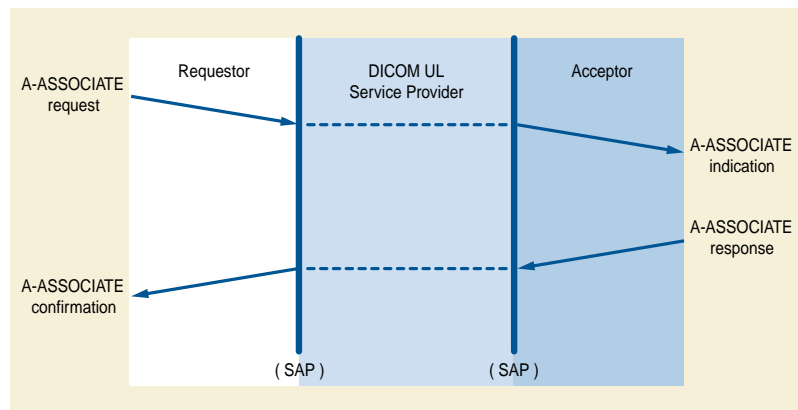 Requestor
DICOM UL
Service Provider
Acceptor
A-ASSOCIATE
request
A-ASSOCIATE
indication
A-ASSOCIATE
response
A-ASSOCIATE
confirmation
( SAP )
( SAP )